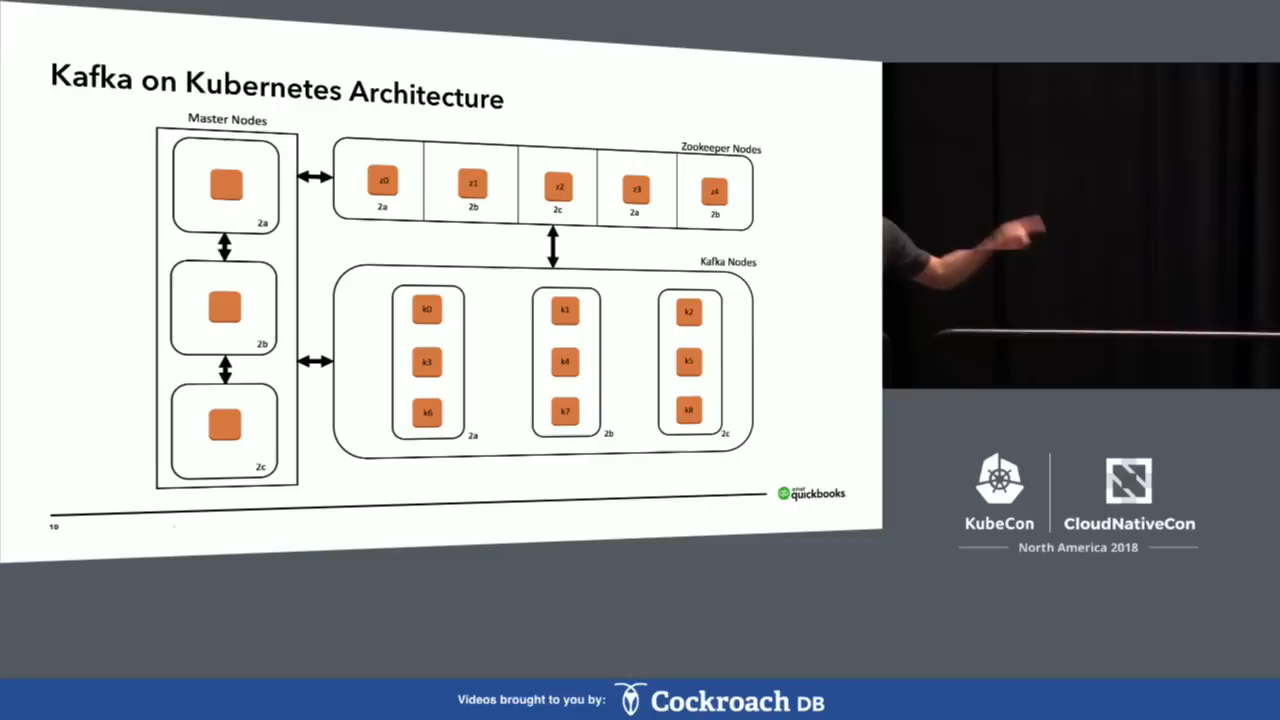 Kafka on Kubernetes Architecture
Master Nodes
2a
2b
2c
Zookeeper Nodes
z0
z1
z2
z3
z4
2a
2b
2c
2a
2b
Kafka Nodes
k0
k1
k2
k3
k4
k5
k6
k7
k8
2a
2b
2c
10
intuit
quickbooks.
KubeCon
CloudNativeCon
North America 2018
Videos brought to you by:
Cockroach DB